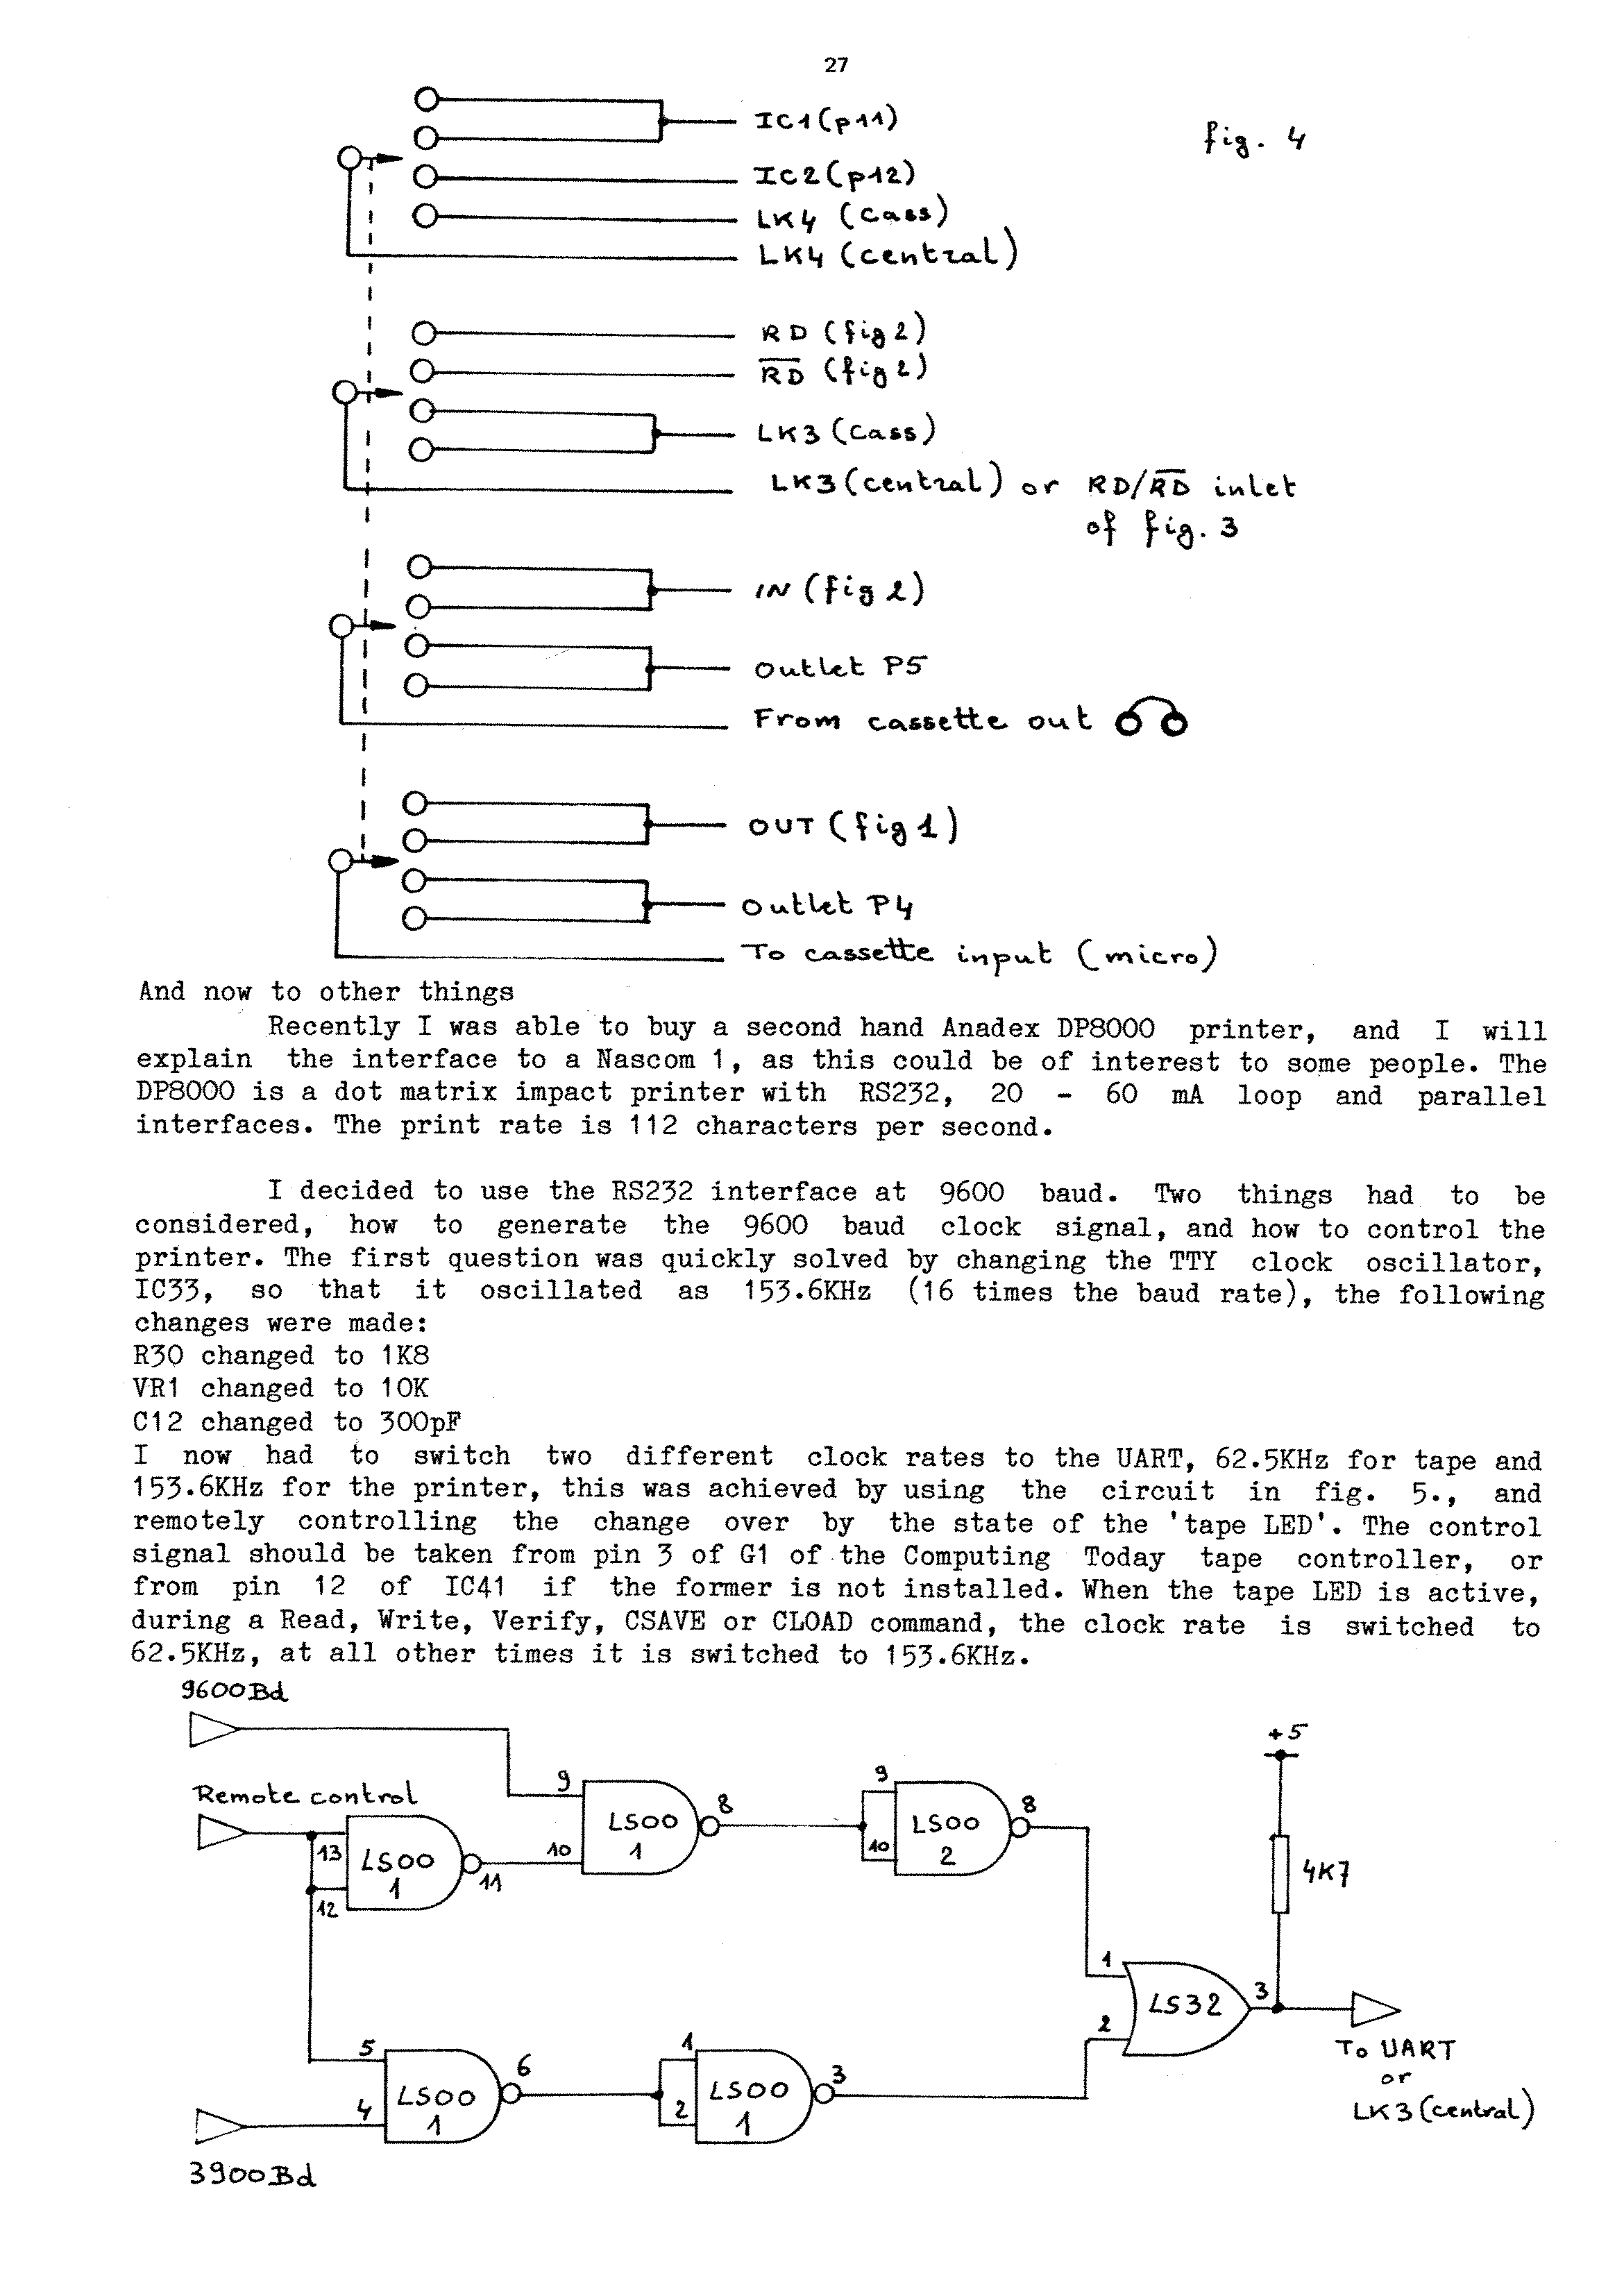 27
IC1 (p11)
fig. 4
IC2 (p12)
LK4 (cass)
LK4 (central)
RD (fig 2)
R̅D̅ (fig 2)
LK3 (cass)
LK3 (central) or RD/R̅D̅ inlet
of fig. 3
IN (fig 2)
Outlet P5
From cassette out
OUT (fig 1)
Outlet P4
To cassette input (micro)
And now to other things
Recently I was able to buy a second hand Anadex DP8000 printer, and I will
explain the interface to a Nascom 1, as this could be of interest to some people. The
DP8000 is a dot matrix impact printer with RS232, 20 - 60 mA loop and parallel
interfaces. The print rate is 112 characters per second.
I decided to use the RS232 interface at 9600 baud. Two things had to be
considered, how to generate the 9600 baud clock signal, and how to control the
printer. The first question was quickly solved by changing the TTY clock oscillator,
IC33, so that it oscillated as 153.6KHz (16 times the baud rate), the following
changes were made:
R30 changed to 1K8
VR1 changed to 10K
C12 changed to 300pF
I now had to switch two different clock rates to the UART, 62.5KHz for tape and
153.6KHz for the printer, this was achieved by using the circuit in fig. 5., and
remotely controlling the change over by the state of the 'tape LED'. The control
signal should be taken from pin 3 of G1 of the Computing Today tape controller, or
from pin 12 of IC41 if the former is not installed. When the tape LED is active,
during a Read, Write, Verify, CSAVE or CLOAD command, the clock rate is switched to
62.5KHz, at all other times it is switched to 153.6KHz.
9600Bd
+5
Remote control
9
10
LS00
1
8
9
10
LS00
2
8
13
12
LS00
1
11
4K7
1
2
LS32
3
5
4
LS00
1
6
1
2
LS00
1
3
To UART
or
LK3 (central)
3900Bd